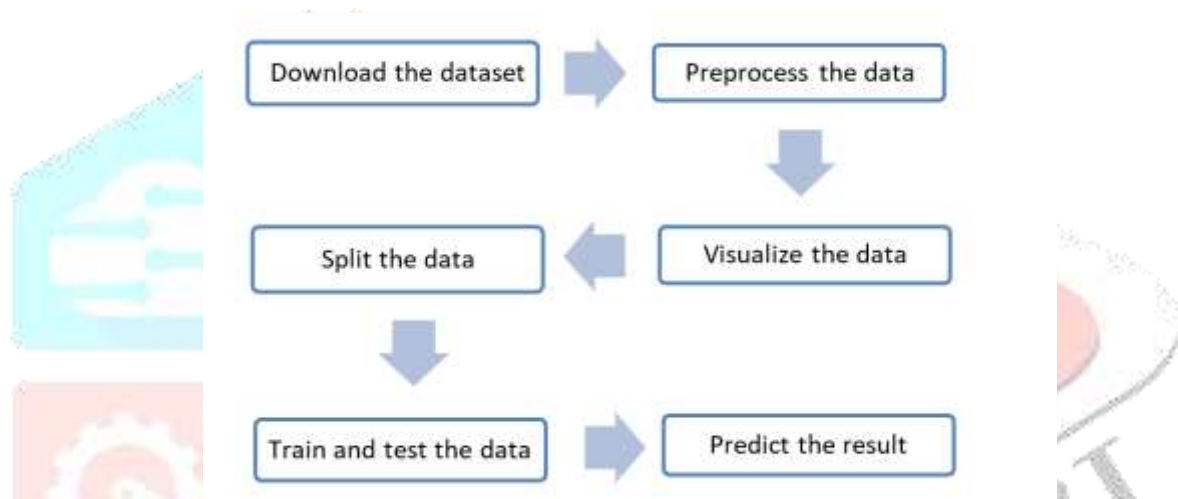 Download the dataset
Preprocess the data
Visualize the data
Split the data
Train and test the data
Predict the result